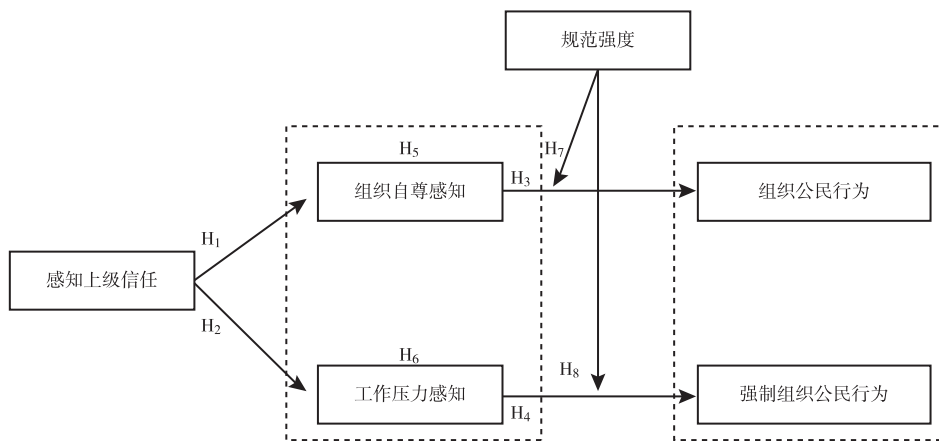 规范强度
H₅
H₇
组织自尊感知
H₃
组织公民行为
H₁
感知上级信任
H₂
H₆
H₈
工作压力感知
H₄
强制组织公民行为